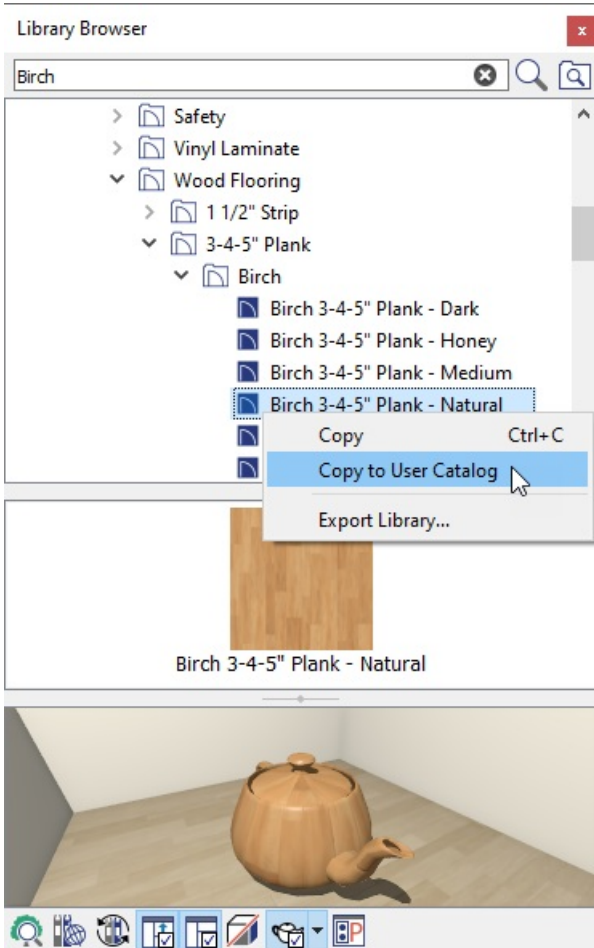 Library Browser
x
Birch
Safety
Vinyl Laminate
Wood Flooring
1 1/2" Strip
3-4-5" Plank
Birch
Birch 3-4-5" Plank - Dark
Birch 3-4-5" Plank - Honey
Birch 3-4-5" Plank - Medium
Birch 3-4-5" Plank - Natural
Copy Ctrl+C
Copy to User Catalog
Export Library...
Birch 3-4-5" Plank - Natural
P